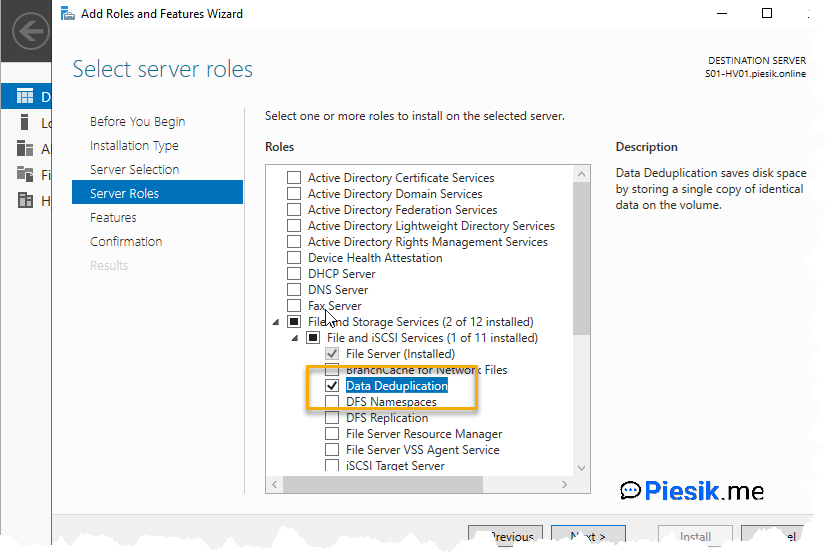 Add Roles and Features Wizard
Select server roles
DESTINATION SERVER
S01-HV01.piesik.online
Before You Begin
Installation Type
Server Selection
Server Roles
Features
Confirmation
Results
Select one or more roles to install on the selected server.
Roles
Active Directory Certificate Services
Active Directory Domain Services
Active Directory Federation Services
Active Directory Lightweight Directory Services
Active Directory Rights Management Services
Device Health Attestation
DHCP Server
DNS Server
Fax Server
File and Storage Services (2 of 12 installed)
File and iSCSI Services (1 of 11 installed)
File Server (Installed)
BranchCache for Network Files
Data Deduplication
DFS Namespaces
DFS Replication
File Server Resource Manager
File Server VSS Agent Service
iSCSI Target Server
Description
Data Deduplication saves disk space
by storing a single copy of identical
data on the volume.
D
Lo
Al
Fi
H
Piesik.me
Previous
Next >
Install